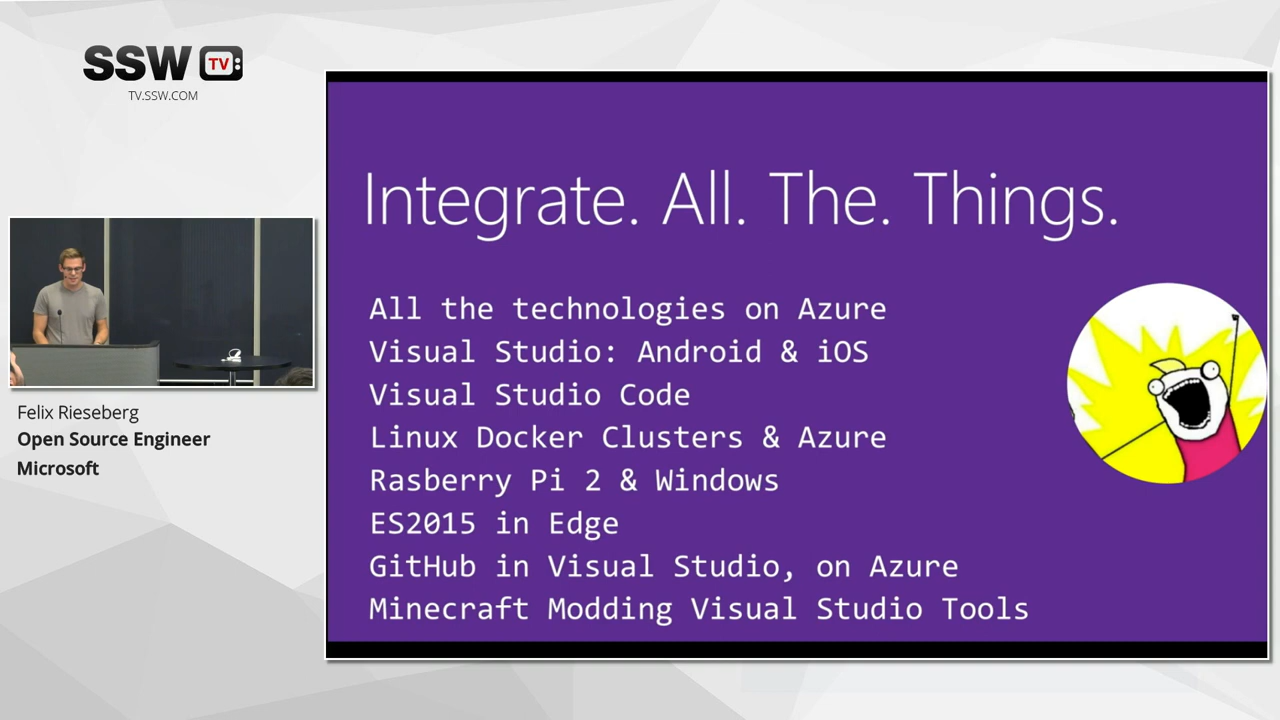 SSW TV
TV.SSW.COM
Integrate. All. The. Things.
All the technologies on Azure
Visual Studio: Android & iOS
Visual Studio Code
Linux Docker Clusters & Azure
Rasberry Pi 2 & Windows
ES2015 in Edge
GitHub in Visual Studio, on Azure
Minecraft Modding Visual Studio Tools
Felix Rieseberg
Open Source Engineer
Microsoft